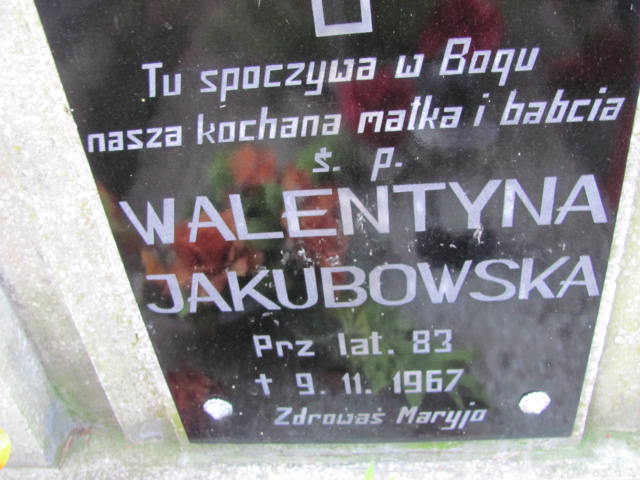 Tu spoczywa w Bogu
nasza kochana matka i babcia
ś. p.
WALENTYNA
JAKUBOWSKA
Prz lat. 83
† 9. 11. 1967
Zdrowaś Maryjo